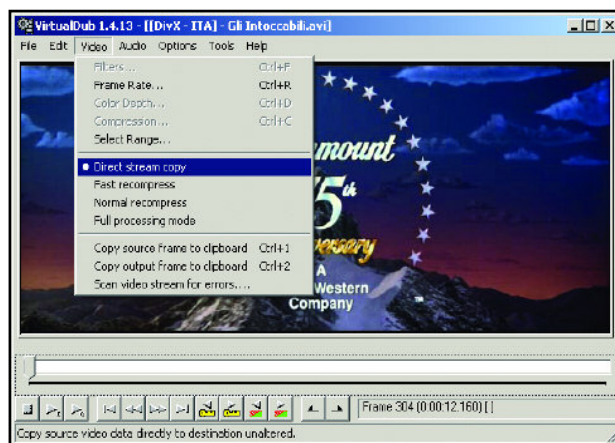 VirtualDub 1.4.13 - [[DivX - ITA] - Gli Intoccabili.avi]
File Edit Video Audio Options Tools Help
Filters... Ctrl+F
Frame Rate... Ctrl+R
Color Depth... Ctrl+D
Compression... Ctrl+C
Select Range...
Direct stream copy
Fast recompress
Normal recompress
Full processing mode
Copy source frame to clipboard Ctrl+1
Copy output frame to clipboard Ctrl+2
Scan video stream for errors....
mount
5th
ersary
A
Western
Company
TM
Frame 304 (0:00:12.160) [ ]
Copy source video data directly to destination unaltered.